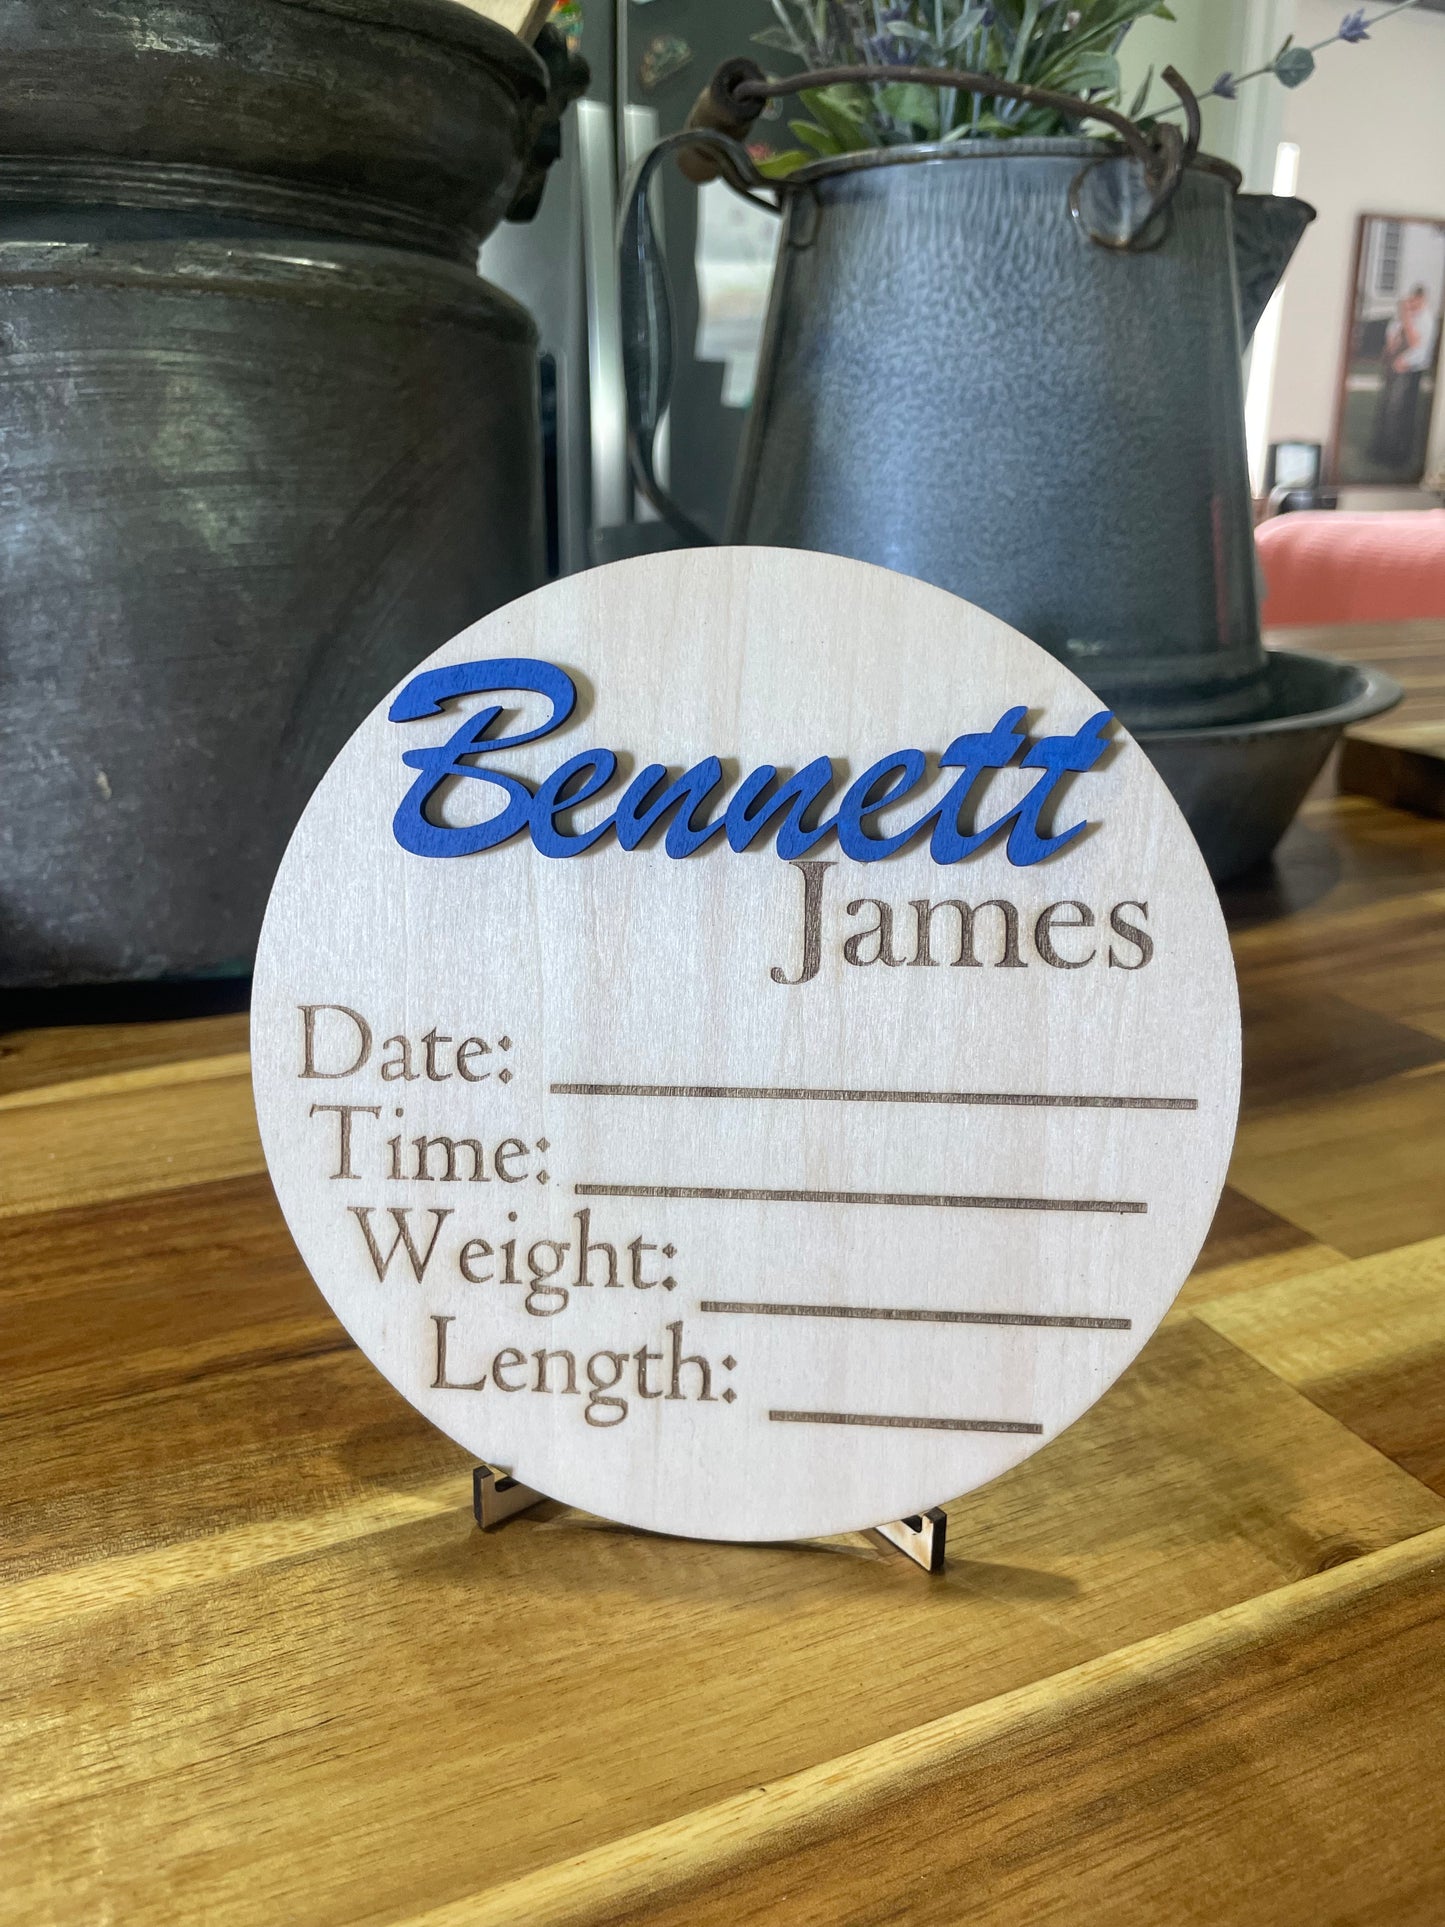 Bennett
James
Date:
Time:
Weight:
Length: